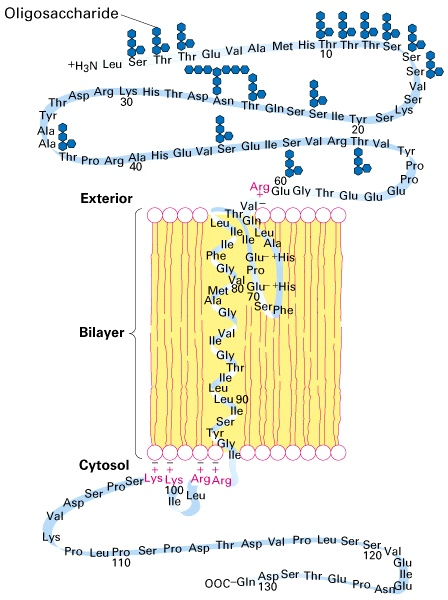 Oligosaccharide
+H3N Leu Ser Thr Thr Glu Val Ala Met His Thr Thr Thr Ser
10
Ser
Ser
Val
Ser
Lys
Thr Asp Arg Lys His Thr Asp Asn Thr Gln Ser Ser Ile Tyr Ser
30
20
Tyr
Ala
Ala
Thr Pro Arg Ala His Glu Val Ser Glu Ile Ser Val Arg Thr Val
40
Tyr
Pro
Pro
60
Arg Glu Gly Thr Glu Glu Glu
+
Exterior
Val −
Thr Gln
Leu Ile Leu
Ile Ile Ala
Phe Glu− +His
Gly Pro
Val
80 Glu− +His
Met 70
Ala Ser Phe
Gly
Bilayer
Val
Ile
Gly
Thr
Ile
Leu
Leu 90
Ile
Ser
Tyr
Gly
Ile
Cytosol
− − − −
+ + + +
Lys Lys Arg Arg
100
Ile Leu
Ser
Pro
Ser
Asp
Val
Lys
Pro Leu Pro Ser Pro Asp Thr Asp Val Pro Leu Ser Ser Val
110
120
Glu
Ile
Glu
OOC−Gln Asp Ser Thr Glu Pro Asn
130